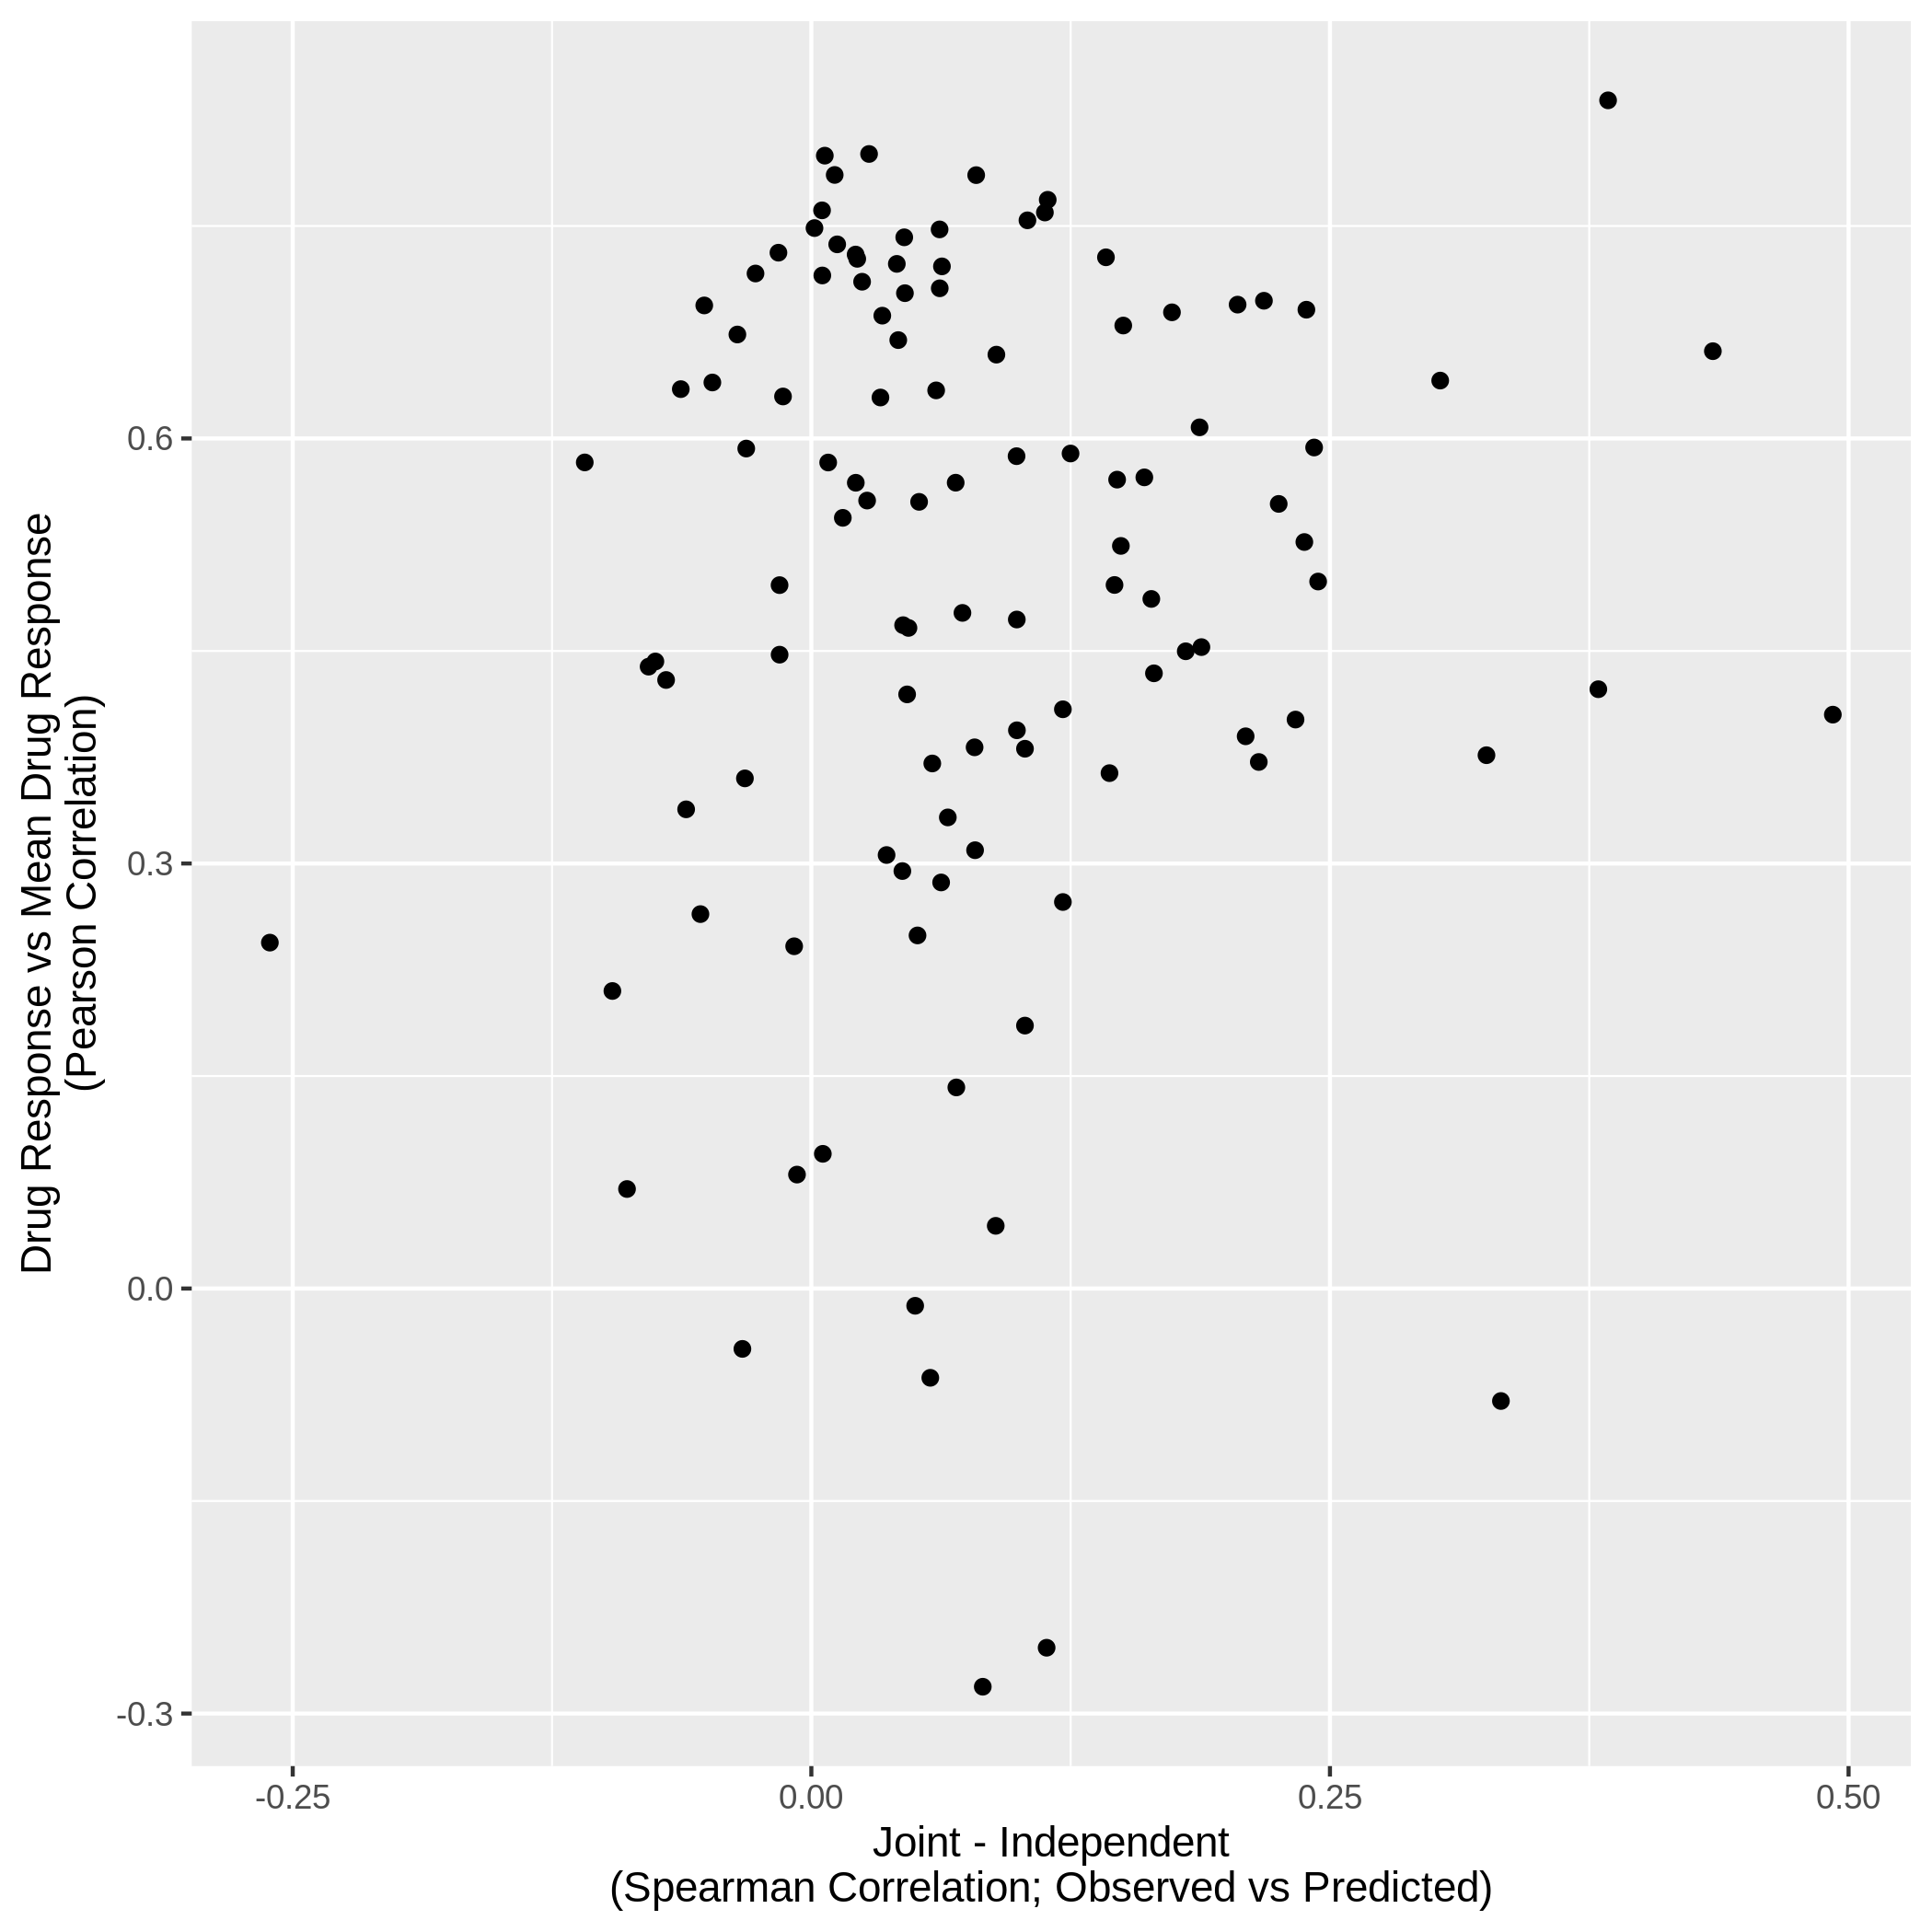 Drug Response vs Mean Drug Response
(Pearson Correlation)
0.6
0.3
0.0
-0.3
-0.25
0.00
0.25
0.50
Joint - Independent
(Spearman Correlation; Observed vs Predicted)